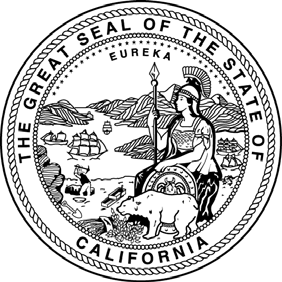 THE GREAT SEAL OF THE STATE OF CALIFORNIA
EUREKA